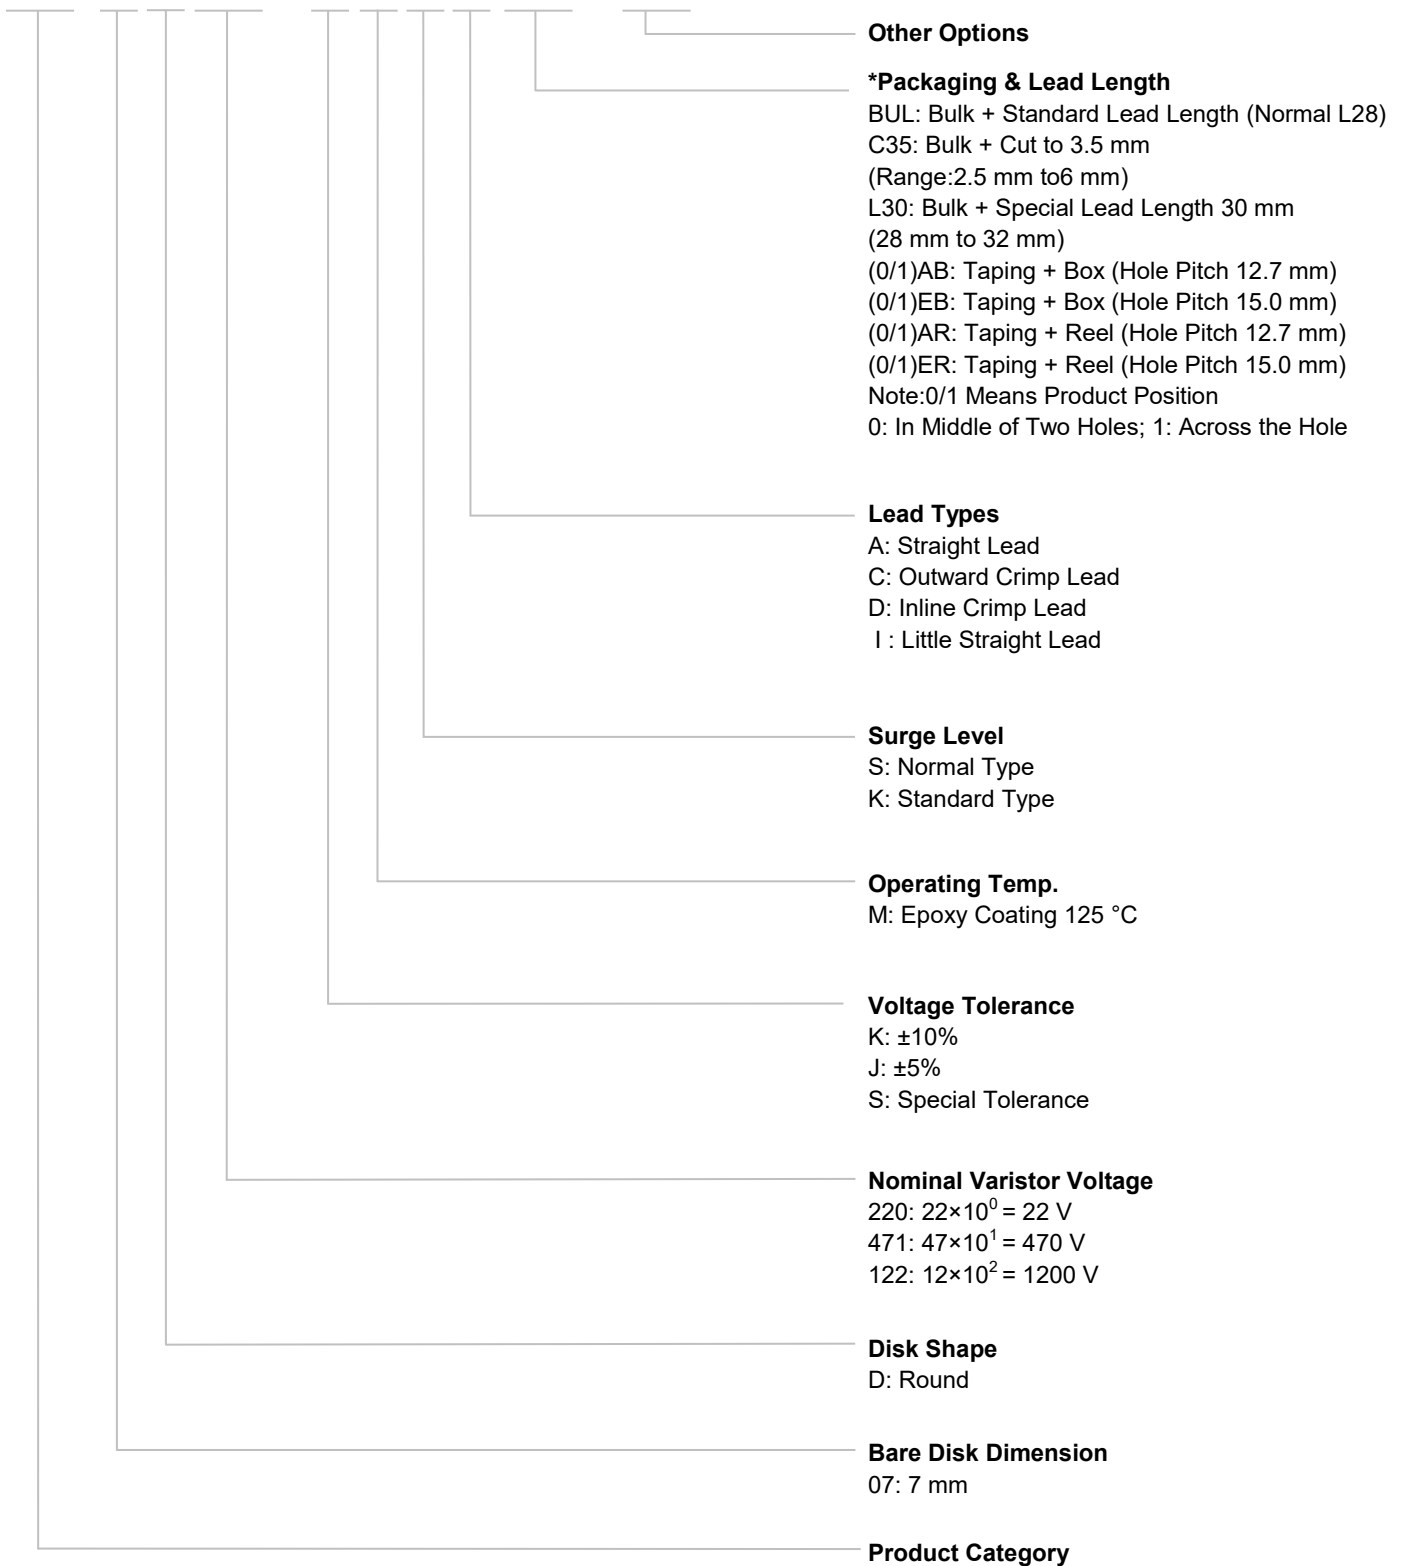 Other Options
*Packaging & Lead Length
BUL: Bulk + Standard Lead Length (Normal L28)
C35: Bulk + Cut to 3.5 mm
(Range:2.5 mm to6 mm)
L30: Bulk + Special Lead Length 30 mm
(28 mm to 32 mm)
(0/1)AB: Taping + Box (Hole Pitch 12.7 mm)
(0/1)EB: Taping + Box (Hole Pitch 15.0 mm)
(0/1)AR: Taping + Reel (Hole Pitch 12.7 mm)
(0/1)ER: Taping + Reel (Hole Pitch 15.0 mm)
Note:0/1 Means Product Position
0: In Middle of Two Holes; 1: Across the Hole
Lead Types
A: Straight Lead
C: Outward Crimp Lead
D: Inline Crimp Lead
I : Little Straight Lead
Surge Level
S: Normal Type
K: Standard Type
Operating Temp.
M: Epoxy Coating 125 °C
Voltage Tolerance
K: ±10%
J: ±5%
S: Special Tolerance
Nominal Varistor Voltage
220: 22×10⁰ = 22 V
471: 47×10¹ = 470 V
122: 12×10² = 1200 V
Disk Shape
D: Round
Bare Disk Dimension
07: 7 mm
Product Category